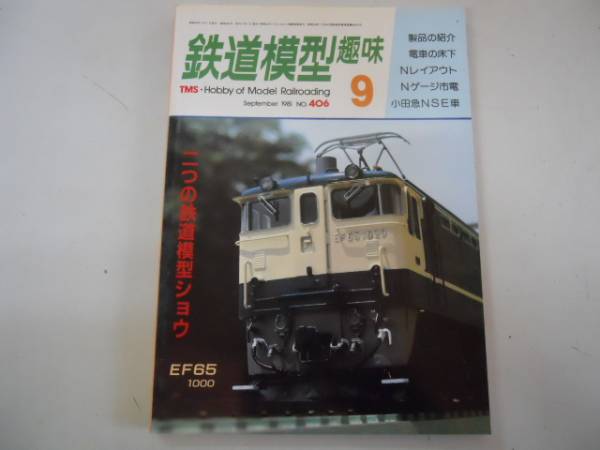 鉄道模型趣味
TMS・Hobby of Model Railroading
September 1981 NO. 406
9
製品の紹介
電車の床下
Nレイアウト
Nゲージ市電
小田急NSE車
二つの鉄道模型ショウ
EF65
1000